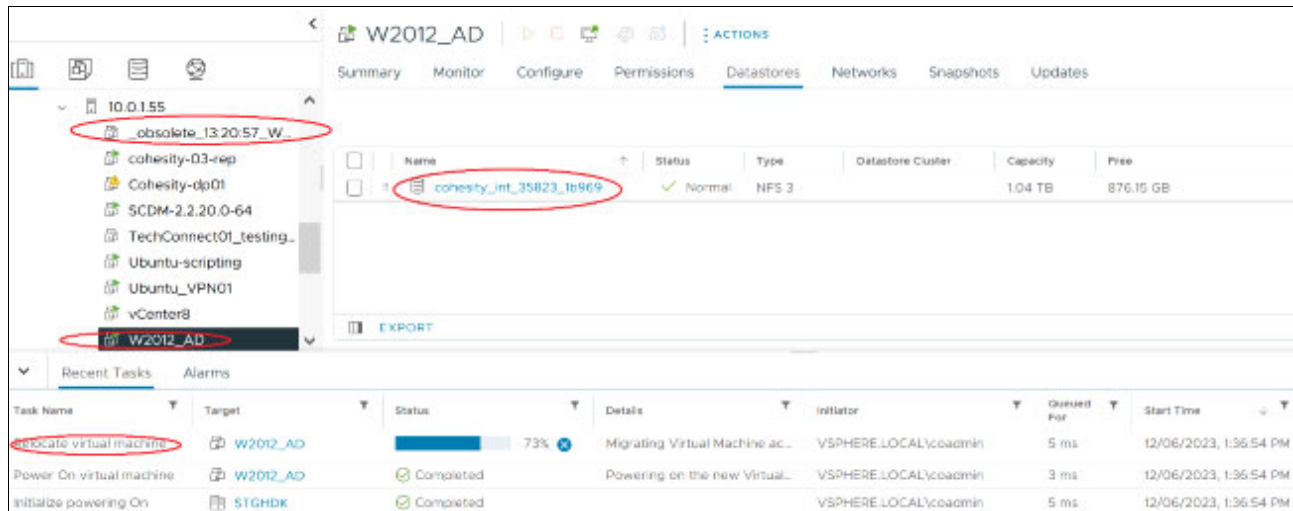 W2012_AD
ACTIONS
Summary Monitor Configure Permissions Datastores Networks Snapshots Updates
10.0.1.55
_obsolete_13:20:57_W...
cohesity-03-rep
Cohesity-dp01
SCDM-2.2.20.0-64
TechConnect01_testing_
Ubuntu-scripting
Ubuntu_VPN01
vCenter8
W2012_AD
Name Status Type Datastore Cluster Capacity Free
cohesity_int_35823_1b969 Normal NFS 3 1.04 TB 876.15 GB
EXPORT
Recent Tasks Alarms
Task Name Target Status Details Initiator Queued For Start Time
Relocate virtual machine W2012_AD 73% Migrating Virtual Machine ac... VSPHERE.LOCAL\coadmin 5 ms 12/06/2023, 1:36:54 PM
Power On virtual machine W2012_AD Completed Powering on the new Virtual... VSPHERE.LOCAL\coadmin 3 ms 12/06/2023, 1:36:54 PM
Initialize powering On STGHDK Completed VSPHERE.LOCAL\coadmin 5 ms 12/06/2023, 1:36:54 PM